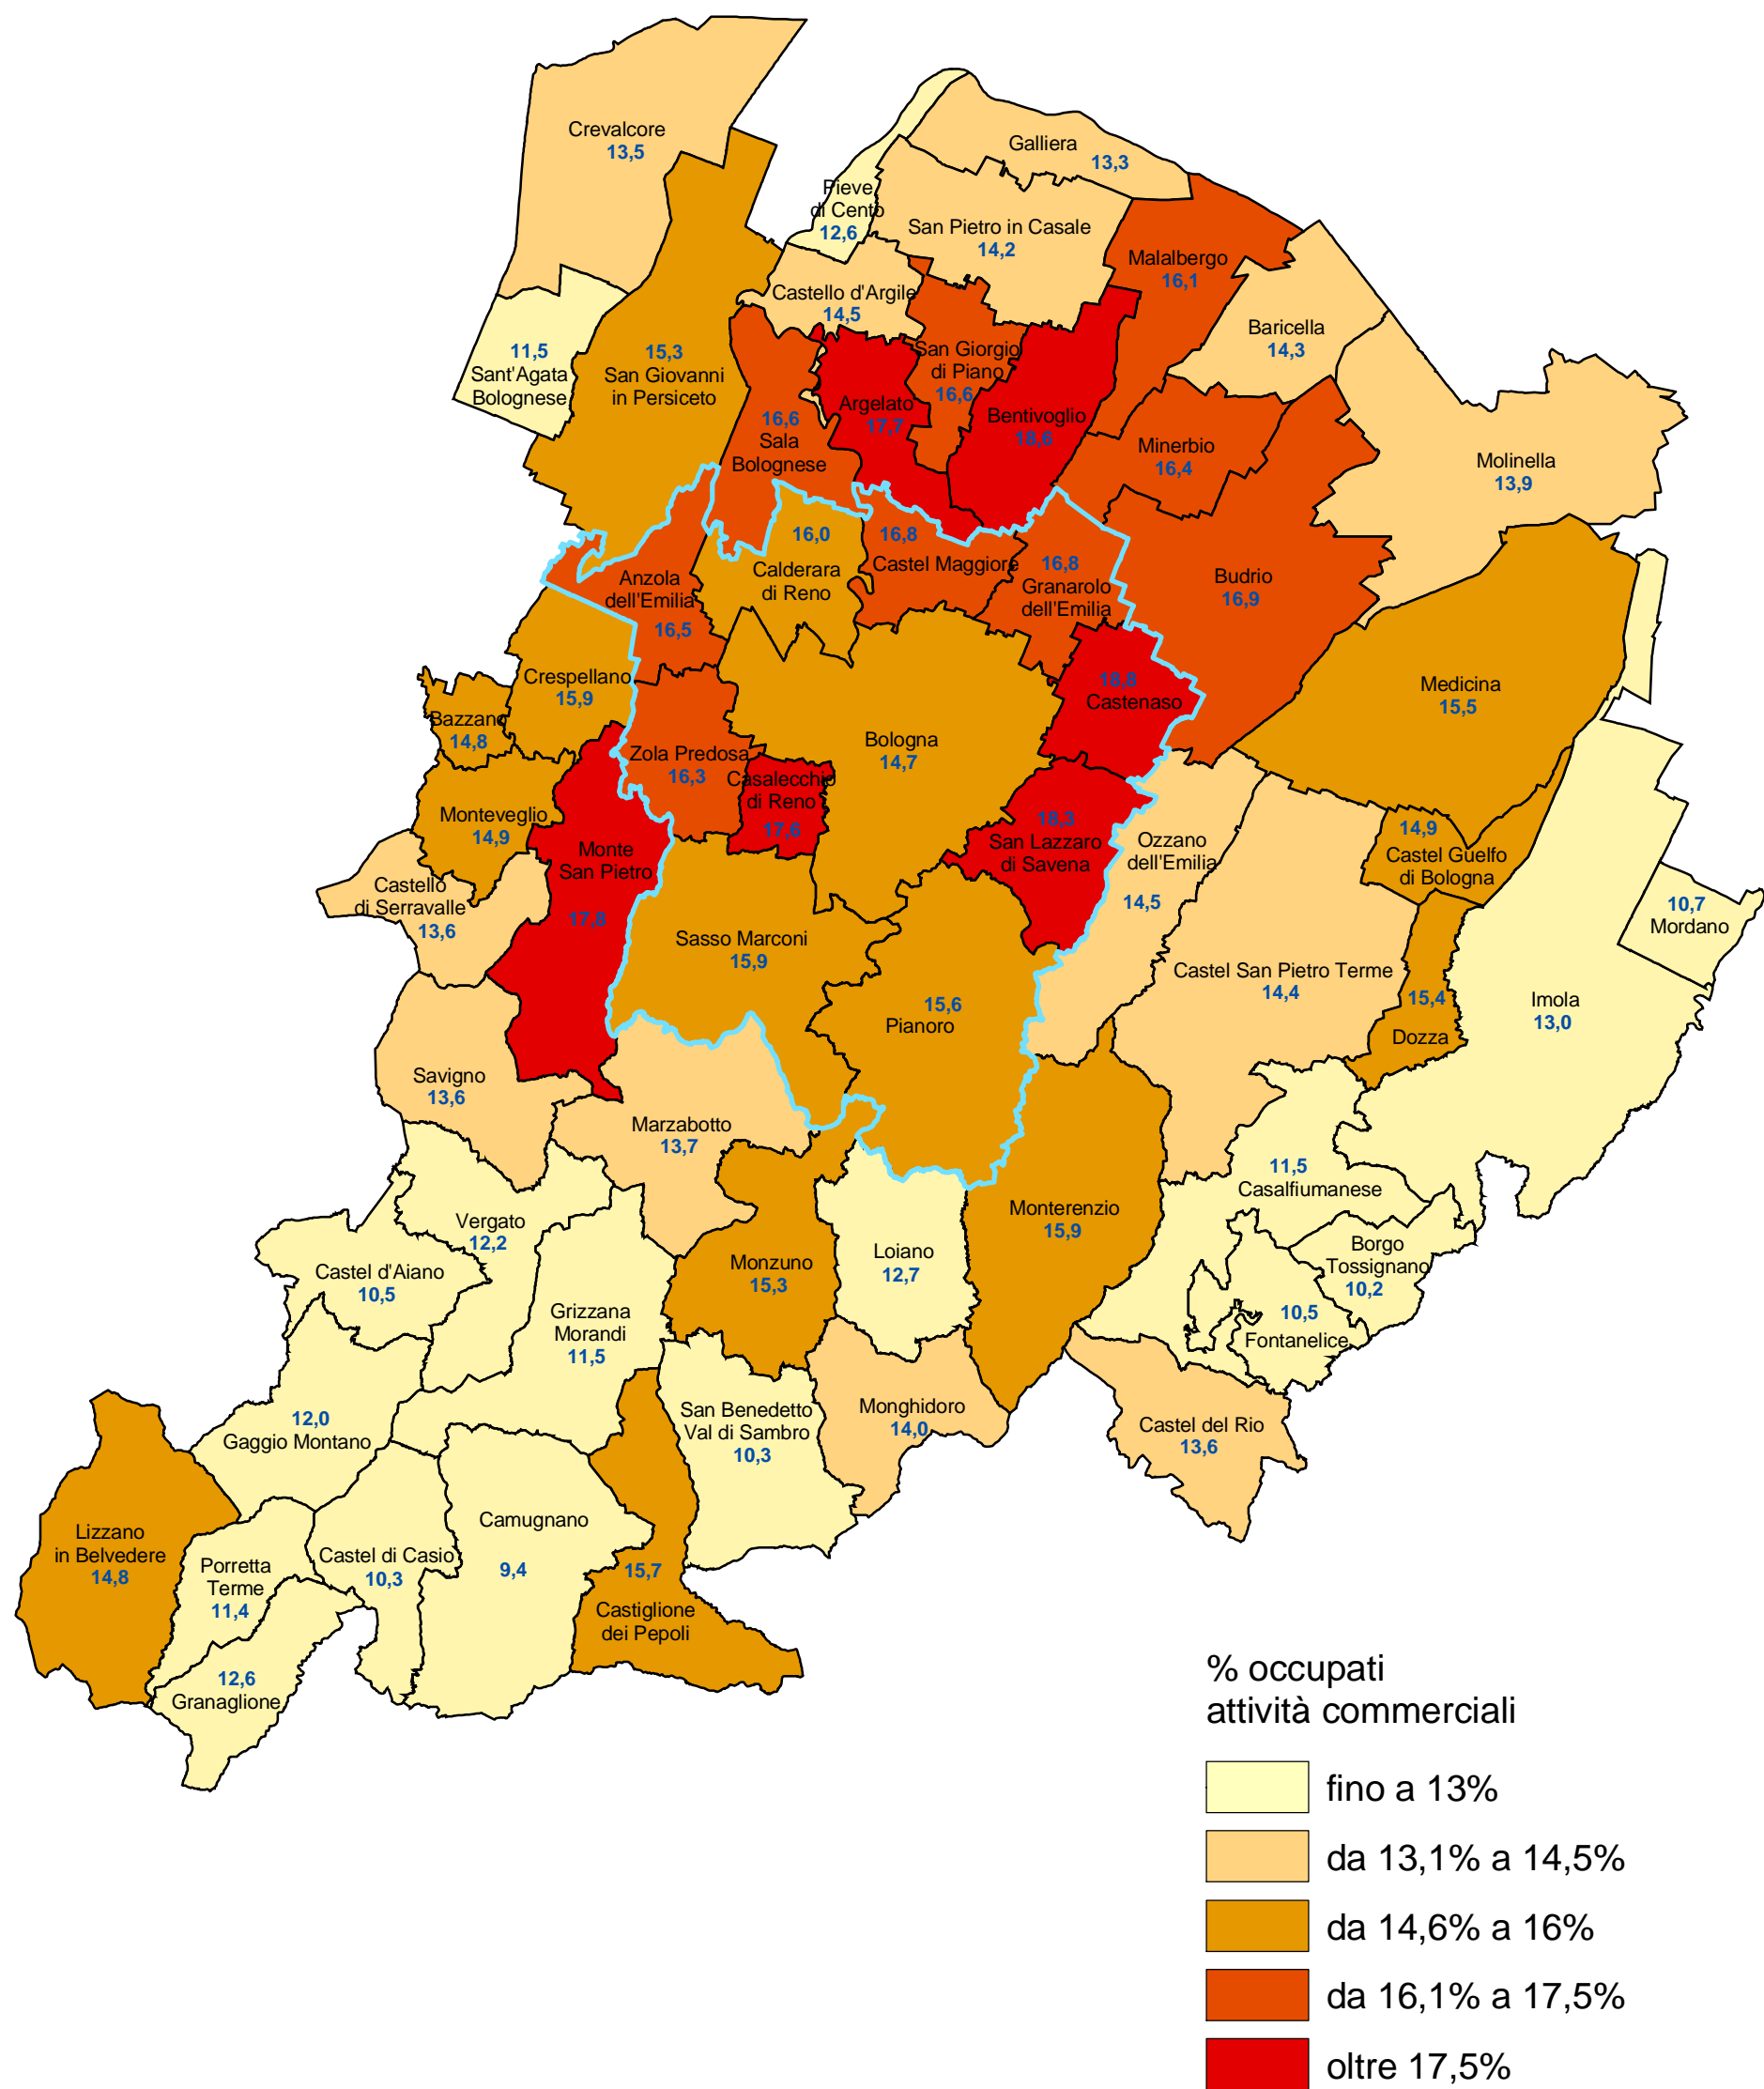 Crevalcore
13,5
Galliera
13,3
Pieve
di Cento
12,6
San Pietro in Casale
14,2
Malalbergo
16,1
Castello d'Argile
14,5
Baricella
14,3
11,5
Sant'Agata
Bolognese
15,3
San Giovanni
in Persiceto
San Giorgio
di Piano
16,6
Argelato
17,7
Bentivoglio
18,6
16,6
Sala
Bolognese
Minerbio
16,4
Molinella
13,9
16,0
Calderara
di Reno
16,8
Castel Maggiore
16,8
Granarolo
dell'Emilia
Anzola
dell'Emilia
16,5
Budrio
16,9
Crespellano
15,9
18,8
Castenaso
Medicina
15,5
Bazzano
14,8
Bologna
14,7
Zola Predosa
16,3
Casalecchio
di Reno
17,6
Monteveglio
14,9
18,3
San Lazzaro
di Savena
Ozzano
dell'Emilia
14,5
14,9
Castel Guelfo
di Bologna
Monte
San Pietro
17,8
Castello
di Serravalle
13,6
10,7
Mordano
Sasso Marconi
15,9
Castel San Pietro Terme
14,4
15,4
Dozza
Imola
13,0
15,6
Pianoro
Savigno
13,6
Marzabotto
13,7
11,5
Casalfiumanese
Vergato
12,2
Monterenzio
15,9
Castel d'Aiano
10,5
Monzuno
15,3
Loiano
12,7
Borgo
Tossignano
10,2
Grizzana
Morandi
11,5
10,5
Fontanelice
12,0
Gaggio Montano
San Benedetto
Val di Sambro
10,3
Monghidoro
14,0
Castel del Rio
13,6
Lizzano
in Belvedere
14,8
Camugnano
9,4
Castel di Casio
10,3
Porretta
Terme
11,4
15,7
Castiglione
dei Pepoli
12,6
Granaglione
% occupati
attività commerciali
fino a 13%
da 13,1% a 14,5%
da 14,6% a 16%
da 16,1% a 17,5%
oltre 17,5%